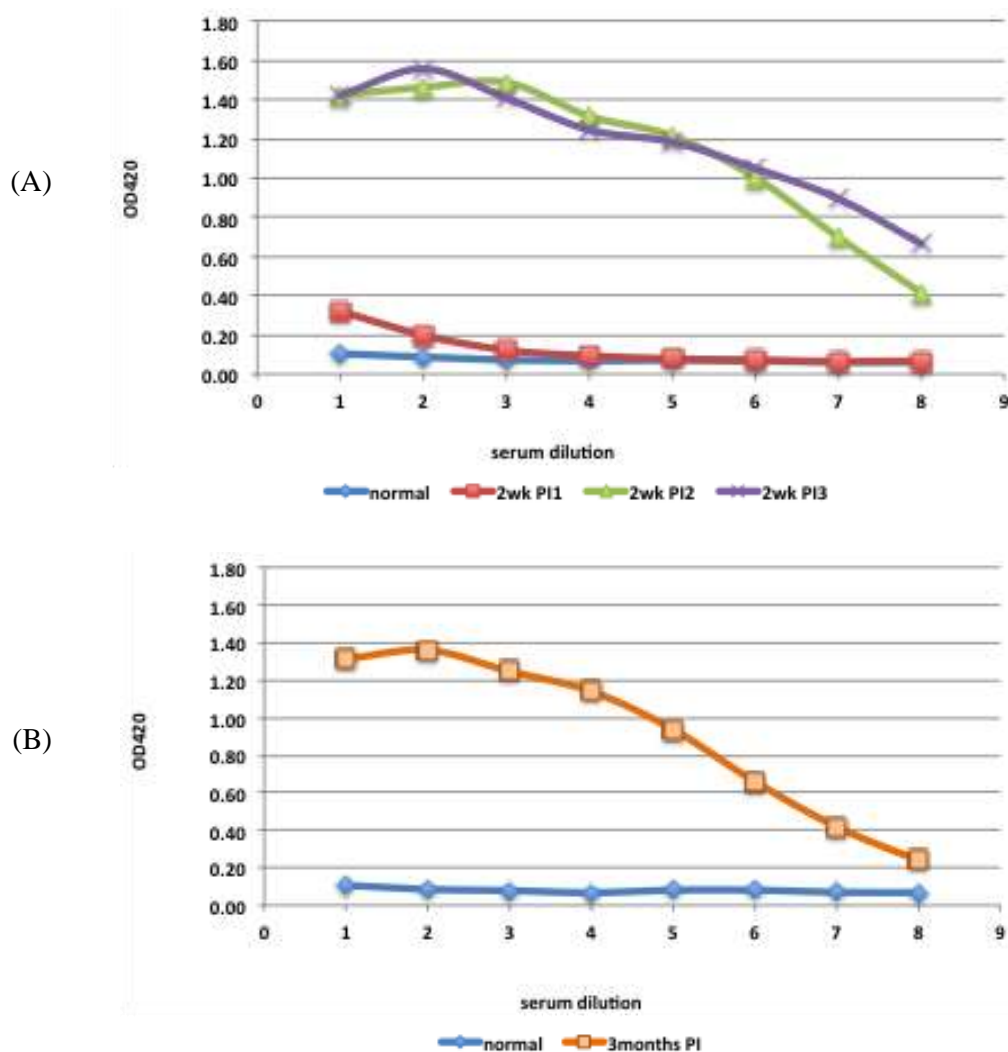 (A)
OD420
1.80
1.60
1.40
1.20
1.00
0.80
0.60
0.40
0.20
0.00
0 1 2 3 4 5 6 7 8 9
serum dilution
normal 2wk PI1 2wk PI2 2wk PI3
(B)
OD420
1.80
1.60
1.40
1.20
1.00
0.80
0.60
0.40
0.20
0.00
0 1 2 3 4 5 6 7 8 9
serum dilution
normal 3months PI